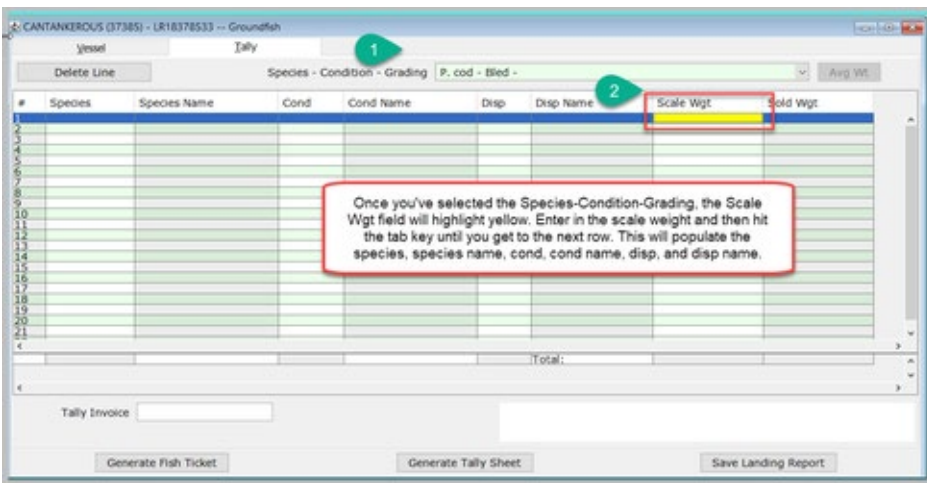 CANTANKEROUS (37385) - LR18378533 -- Groundfish
Vessel Tally 1
Delete Line Species - Condition - Grading P. cod - Bled - Avg Wt.
2
# Species Species Name Cond Cond Name Disp Disp Name Scale Wgt Sold Wgt
1
2
3
4
5
6
7
8
9
10
11
12
13
14
15
16
17
18
19
20
21
22
Once you've selected the Species-Condition-Grading, the Scale
Wgt field will highlight yellow. Enter in the scale weight and then hit
the tab key until you get to the next row. This will populate the
species, species name, cond, cond name, disp, and disp name.
Total:
Tally Invoice
Generate Fish Ticket Generate Tally Sheet Save Landing Report